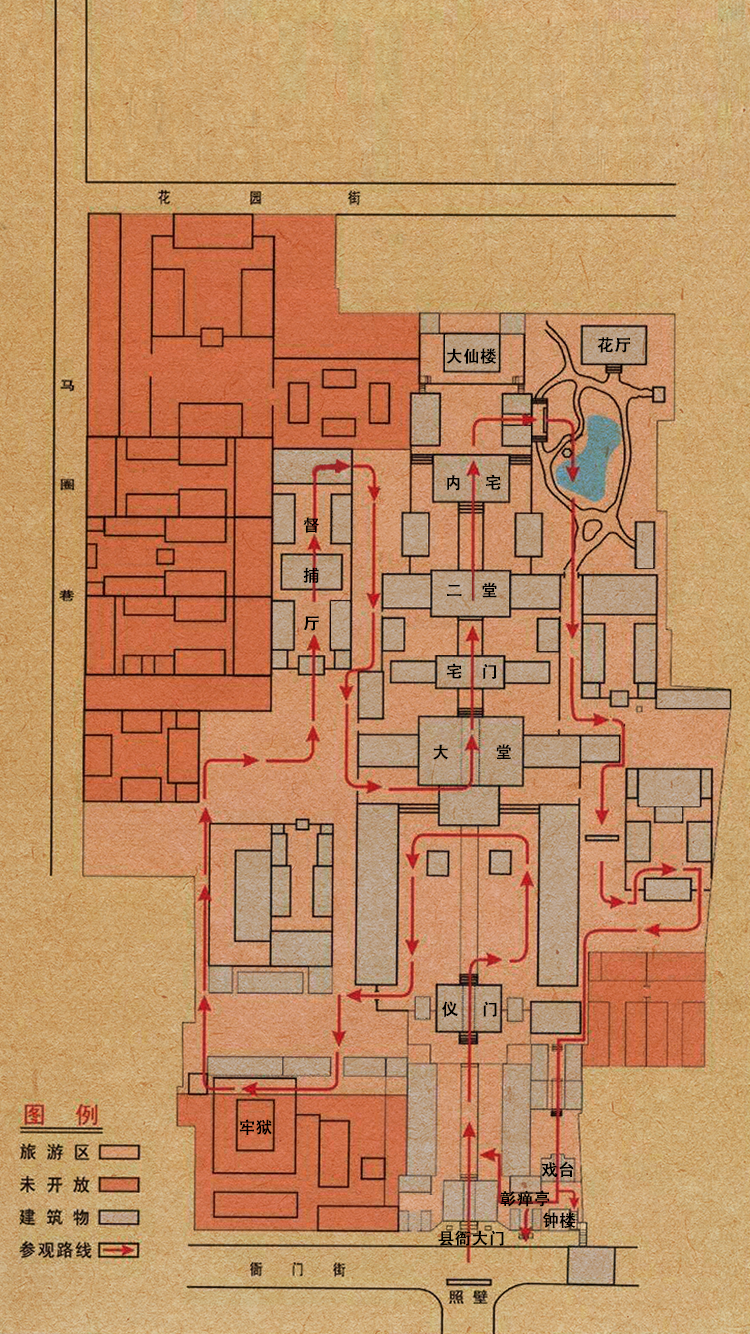 花 园 街
大仙楼
花厅
马 圈 巷
内 宅
督 捕 厅
二 堂
宅 门
大 堂
仪 门
图 例
旅 游 区
未 开 放
建 筑 物
参观路线
牢狱
戏台
彰瘅亭
钟楼
县衙大门
衙 门 街
照 壁